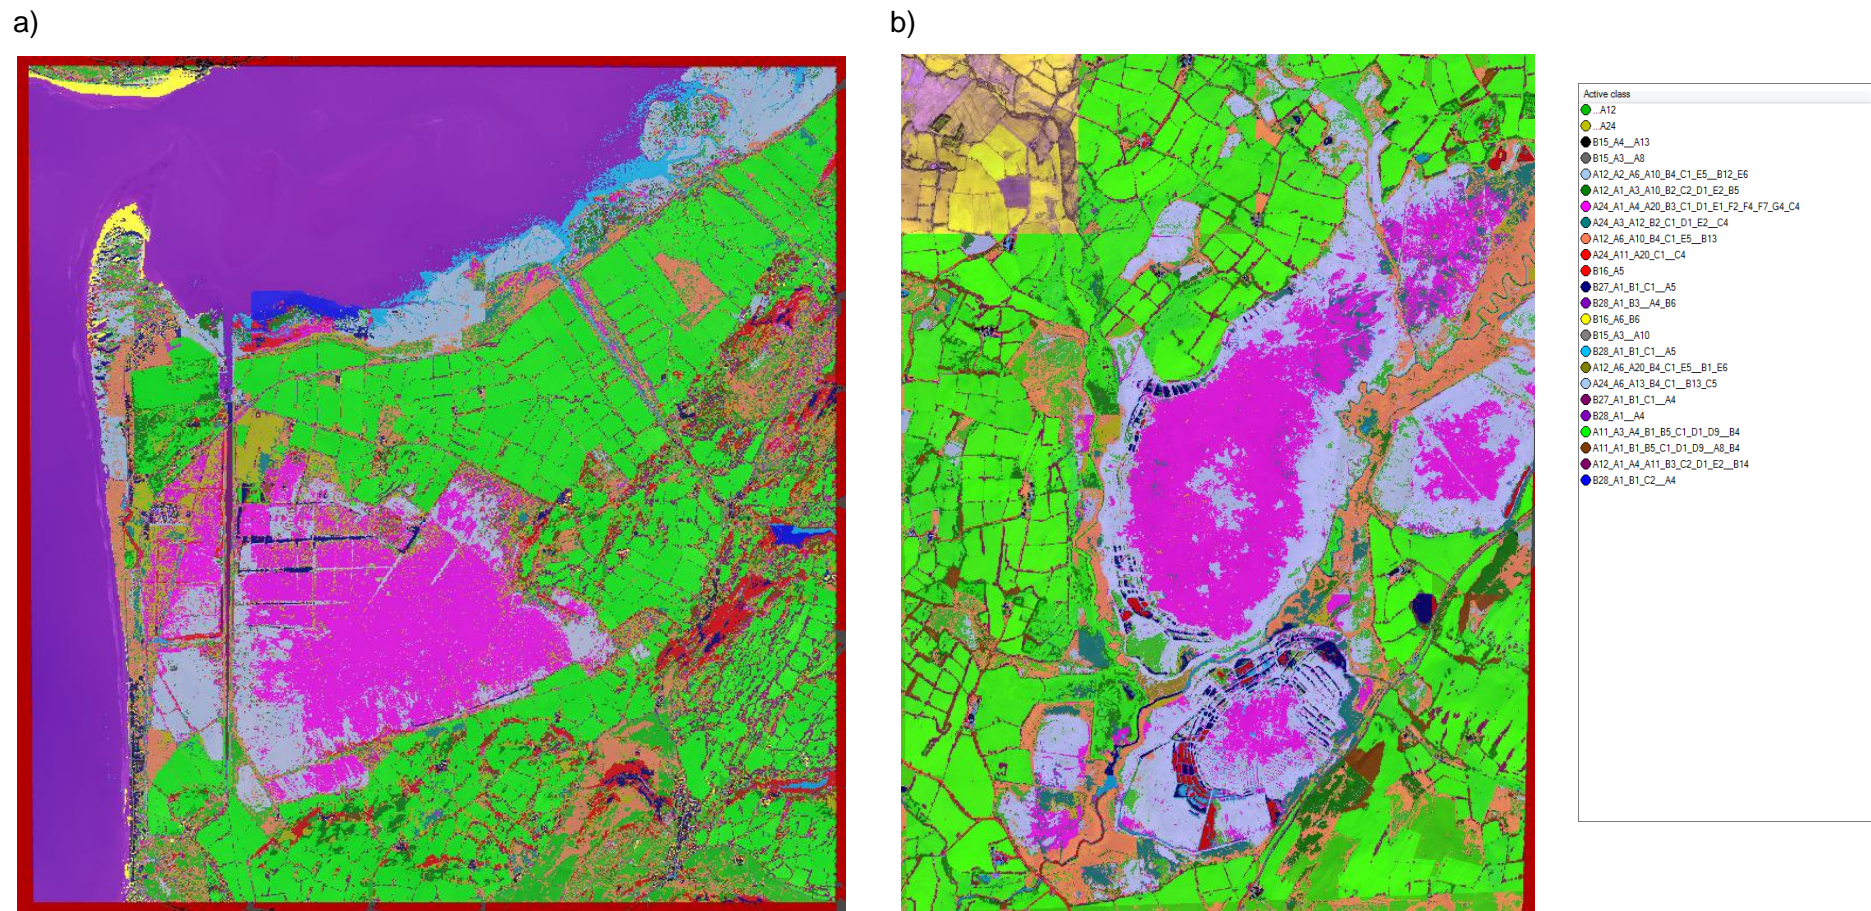 a)
b)
Active class
...A12
...A24
B15_A4__A13
B15_A3__A8
A12_A2_A6_A10_B4_C1_E5__B12_E6
A12_A1_A3_A10_B2_C2_D1_E2_B5
A24_A1_A4_A20_B3_C1_D1_E1_F2_F4_F7_G4_C4
A24_A3_A12_B2_C1_D1_E2__C4
A12_A6_A10_B4_C1_E5__B13
A24_A11_A20_C1__C4
B16_A5
B27_A1_B1_C1__A5
B28_A1_B3__A4_B6
B16_A6_B6
B15_A3__A10
B28_A1_B1_C1__A5
A12_A6_A20_B4_C1_E5__B1_E6
A24_A6_A13_B4_C1__B13_C5
B27_A1_B1_C1__A4
B28_A1__A4
A11_A3_A4_B1_B5_C1_D1_D9__B4
A11_A1_B1_B5_C1_D1_D9__A8_B4
A12_A1_A4_A11_B3_C2_D1_E2__B14
B28_A1_B1_C2__A4